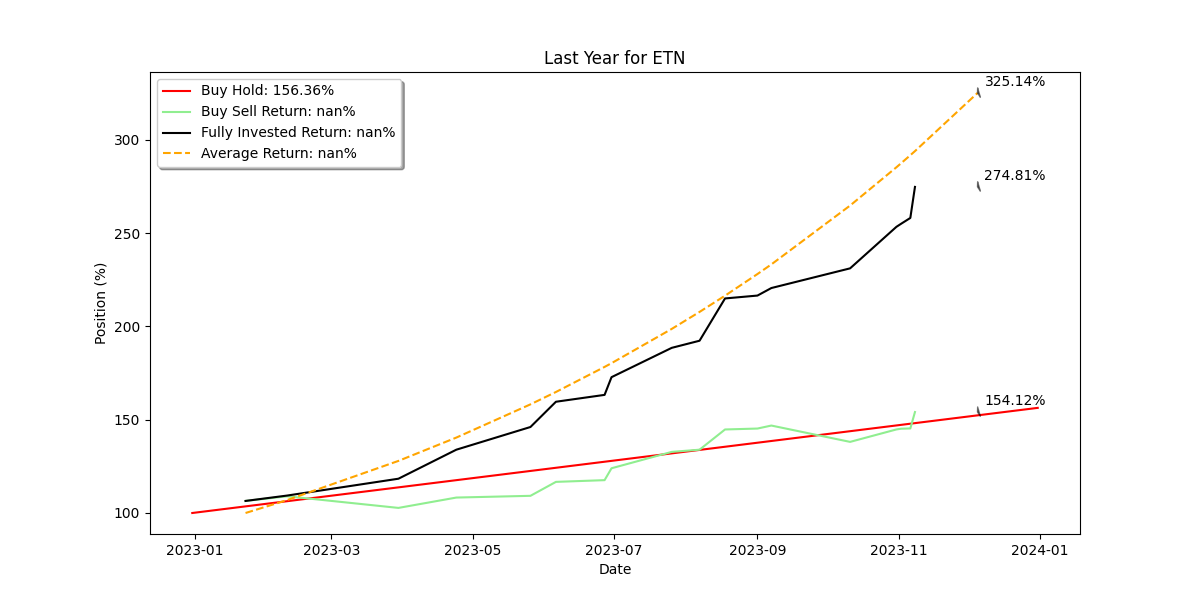 Last Year for ETN
Buy Hold: 156.36%
Buy Sell Return: nan%
Fully Invested Return: nan%
Average Return: nan%
325.14%
274.81%
154.12%
Position (%)
300
250
200
150
100
2023-01 2023-03 2023-05 2023-07 2023-09 2023-11 2024-01
Date